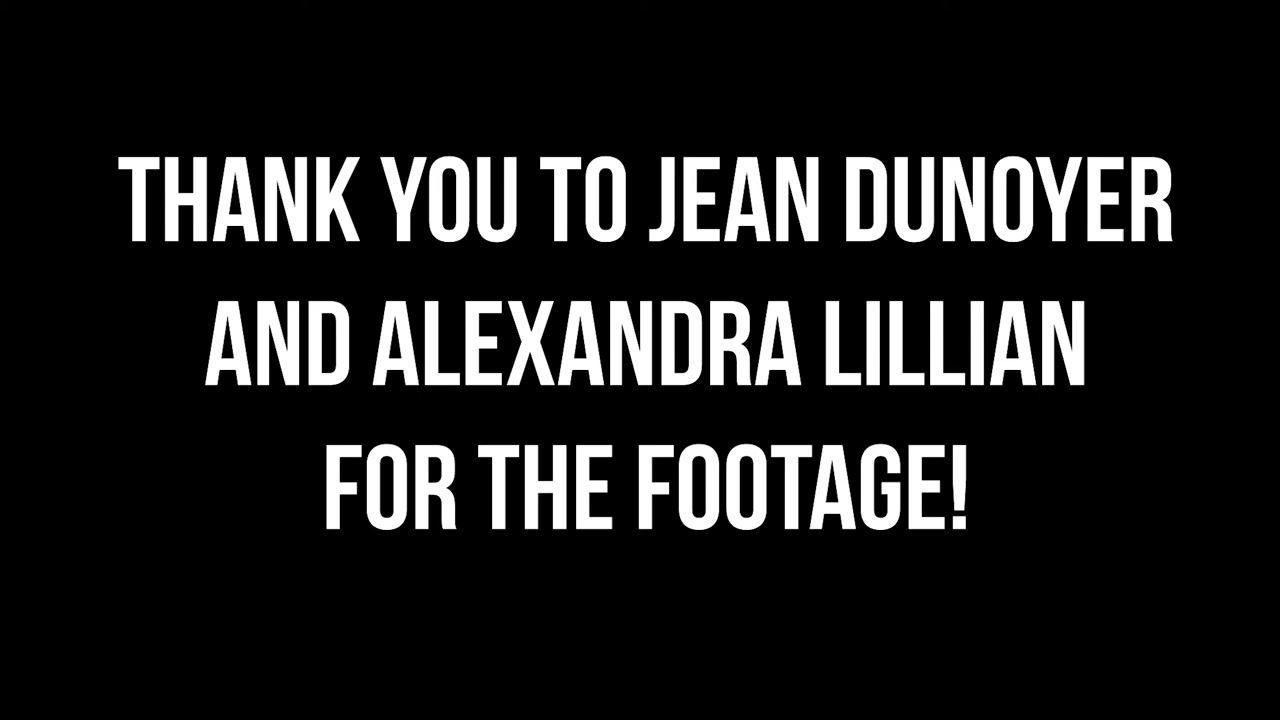 THANK YOU TO JEAN DUNOYER
AND ALEXANDRA LILLIAN
FOR THE FOOTAGE!